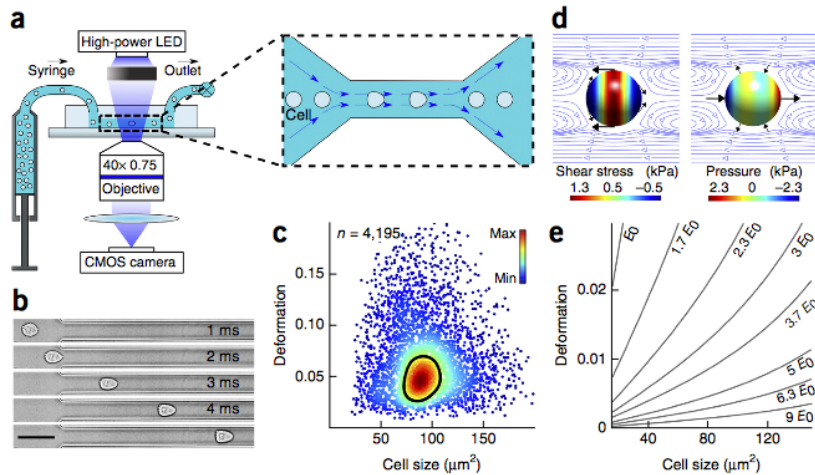 a
High-power LED
Syringe
Outlet
Cell
40× 0.75
Objective
CMOS camera
b
1 ms
2 ms
3 ms
4 ms
c
n = 4,195
Max
Min
Deformation
0.15
0.10
0.05
50
100
150
Cell size (μm²)
d
Shear stress (kPa)
1.3 0.5 −0.5
Pressure (kPa)
2.3 0 −2.3
e
Deformation
0.02
0.01
0
E0
1.7 E0
2.3 E0
3 E0
3.7 E0
5 E0
6.3 E0
9 E0
40
80
120
Cell size (μm²)